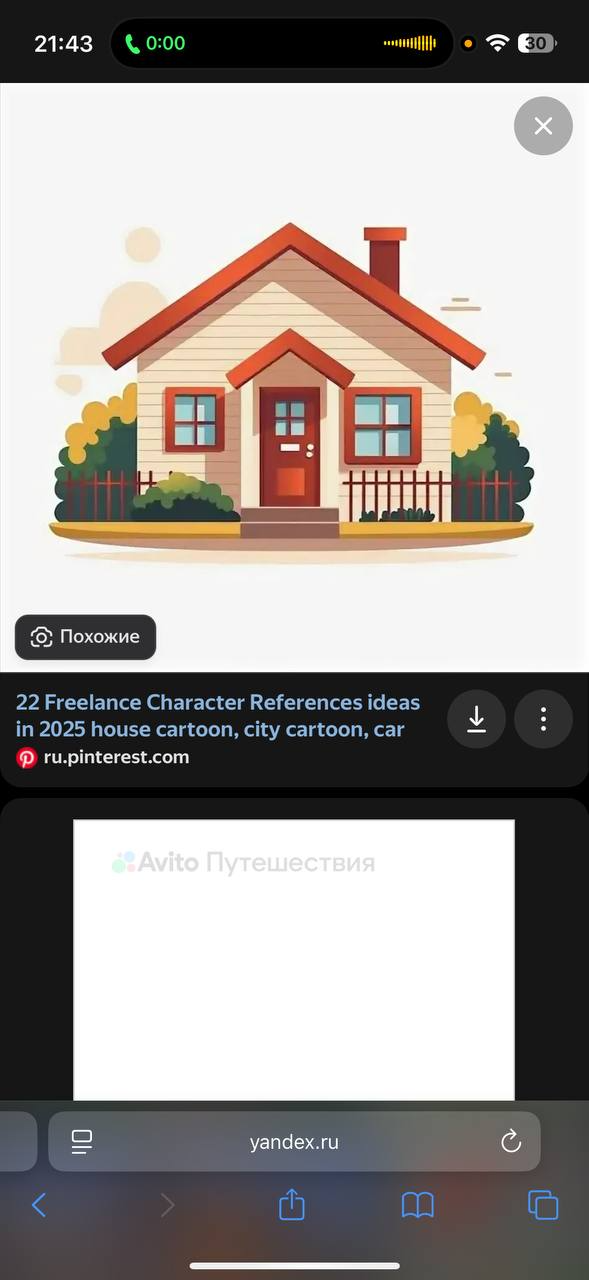 21:43
0:00
30
Похожие
22 Freelance Character References ideas
in 2025 house cartoon, city cartoon, car
ru.pinterest.com
Avito Путешествия
yandex.ru